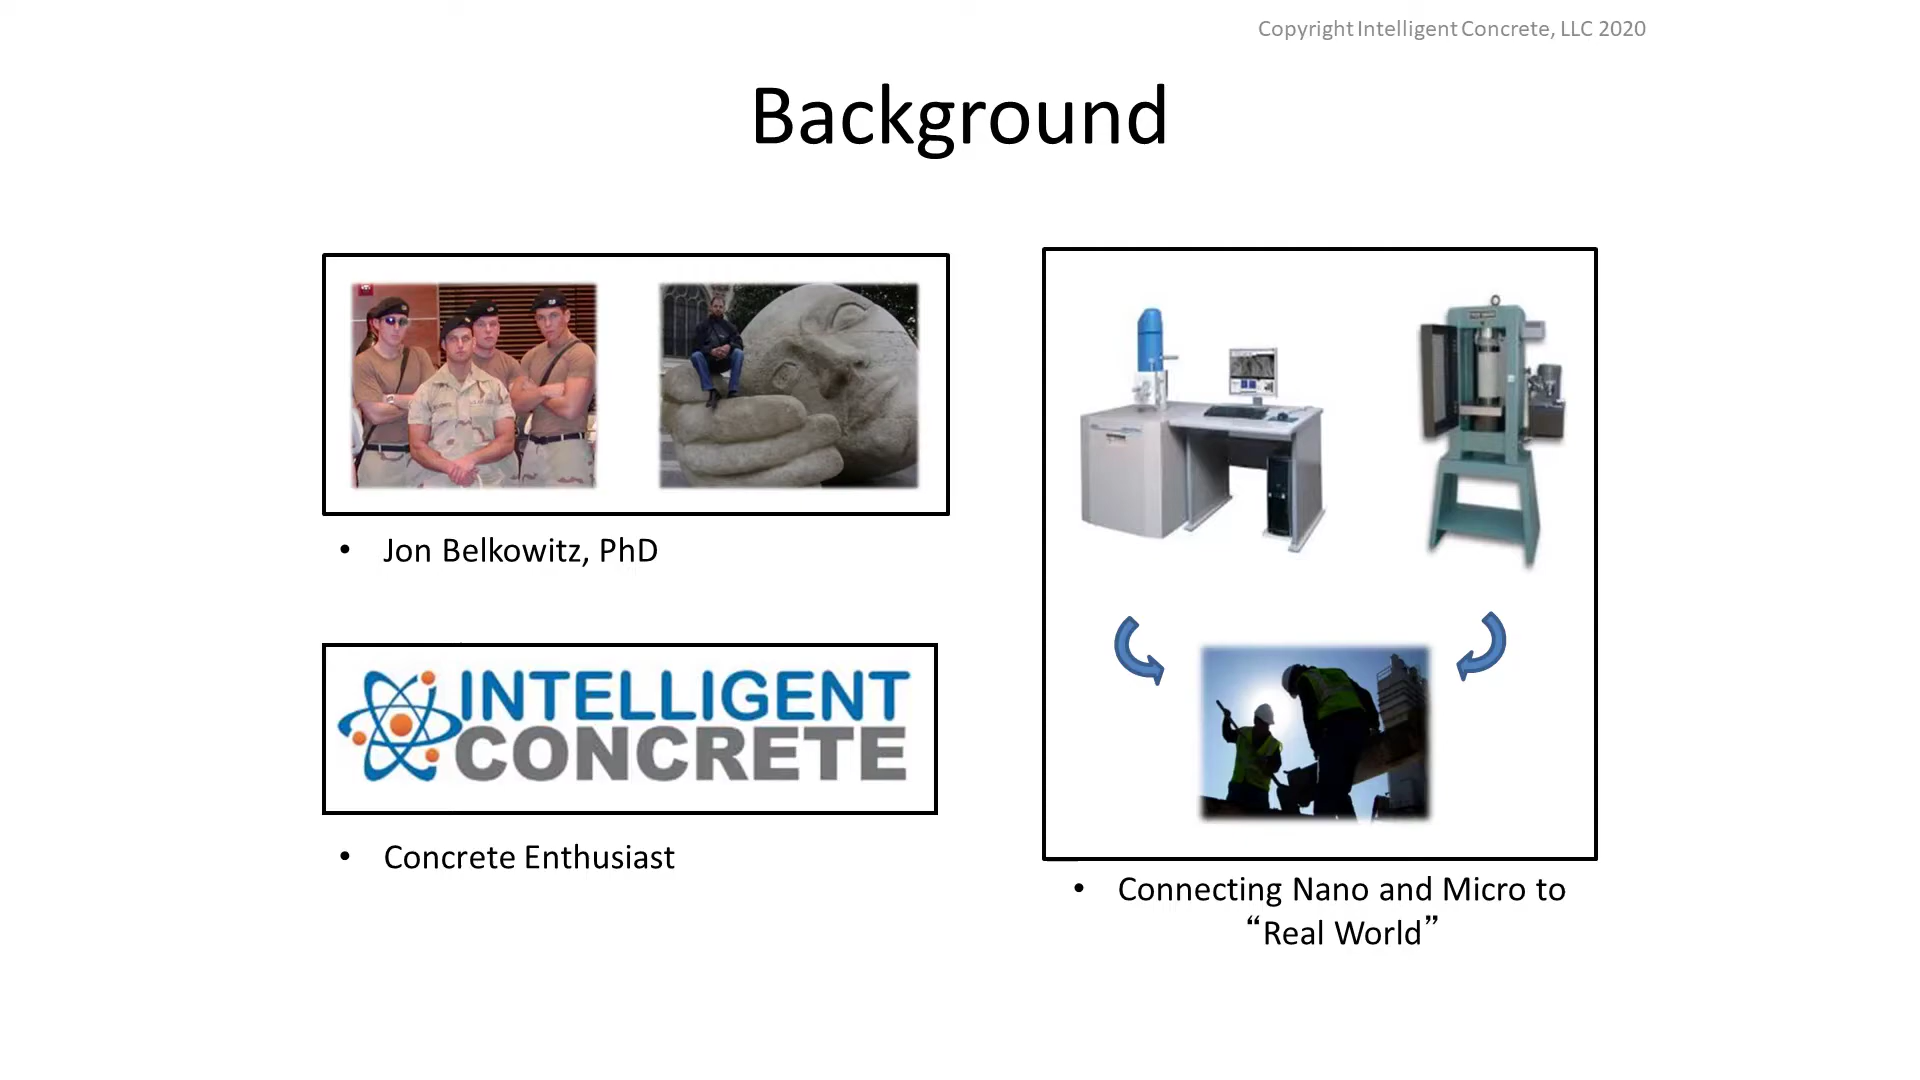 Copyright Intelligent Concrete, LLC 2020
Background
• Jon Belkowitz, PhD
INTELLIGENT
CONCRETE
• Concrete Enthusiast
• Connecting Nano and Micro to
“Real World”